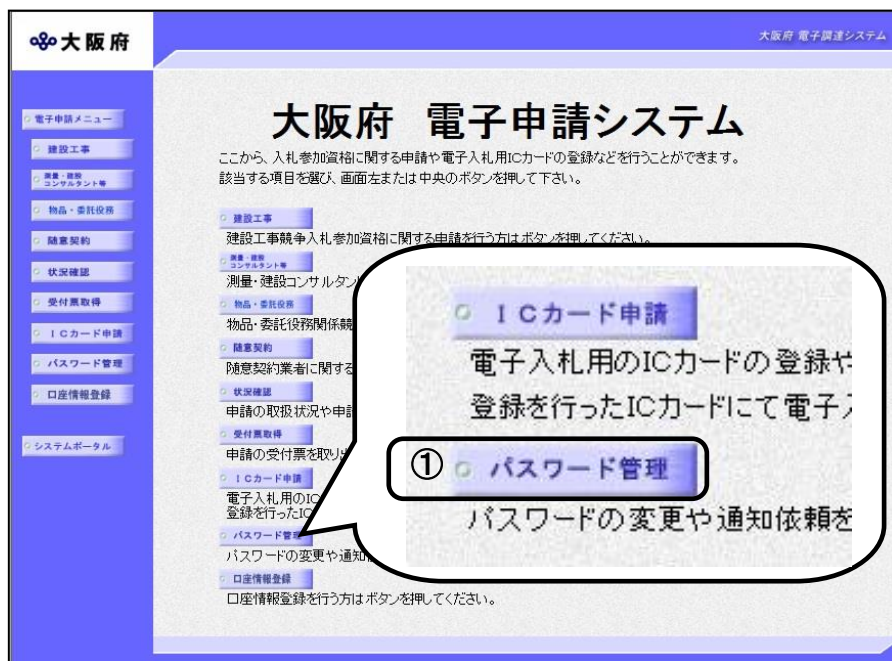 大阪府
大阪府 電子調達システム
電子申請メニュー
建設工事
測量・建設
コンサルタント等
物品・委託役務
随意契約
状況確認
受付票取得
ICカード申請
パスワード管理
口座情報登録
システムポータル
大阪府 電子申請システム
ここから、入札参加資格に関する申請や電子入札用ICカードの登録などを行うことができます。
該当する項目を選び、画面左または中央のボタンを押して下さい。
建設工事
建設工事競争入札参加資格に関する申請を行う方はボタンを押してください。
測量・建設
コンサルタント等
測量・建設コンサルタン
物品・委託役務
物品・委託役務関係競
随意契約
随意契約業者に関する
状況確認
申請の取扱状況や申
受付票取得
申請の受付票を取り
ICカード申請
電子入札用のIC
登録を行ったIC
パスワード管理
パスワードの変更や通知
口座情報登録
口座情報登録を行う方はボタンを押してください。
ICカード申請
電子入札用のICカードの登録や
登録を行ったICカードにて電子
① パスワード管理
パスワードの変更や通知依頼を